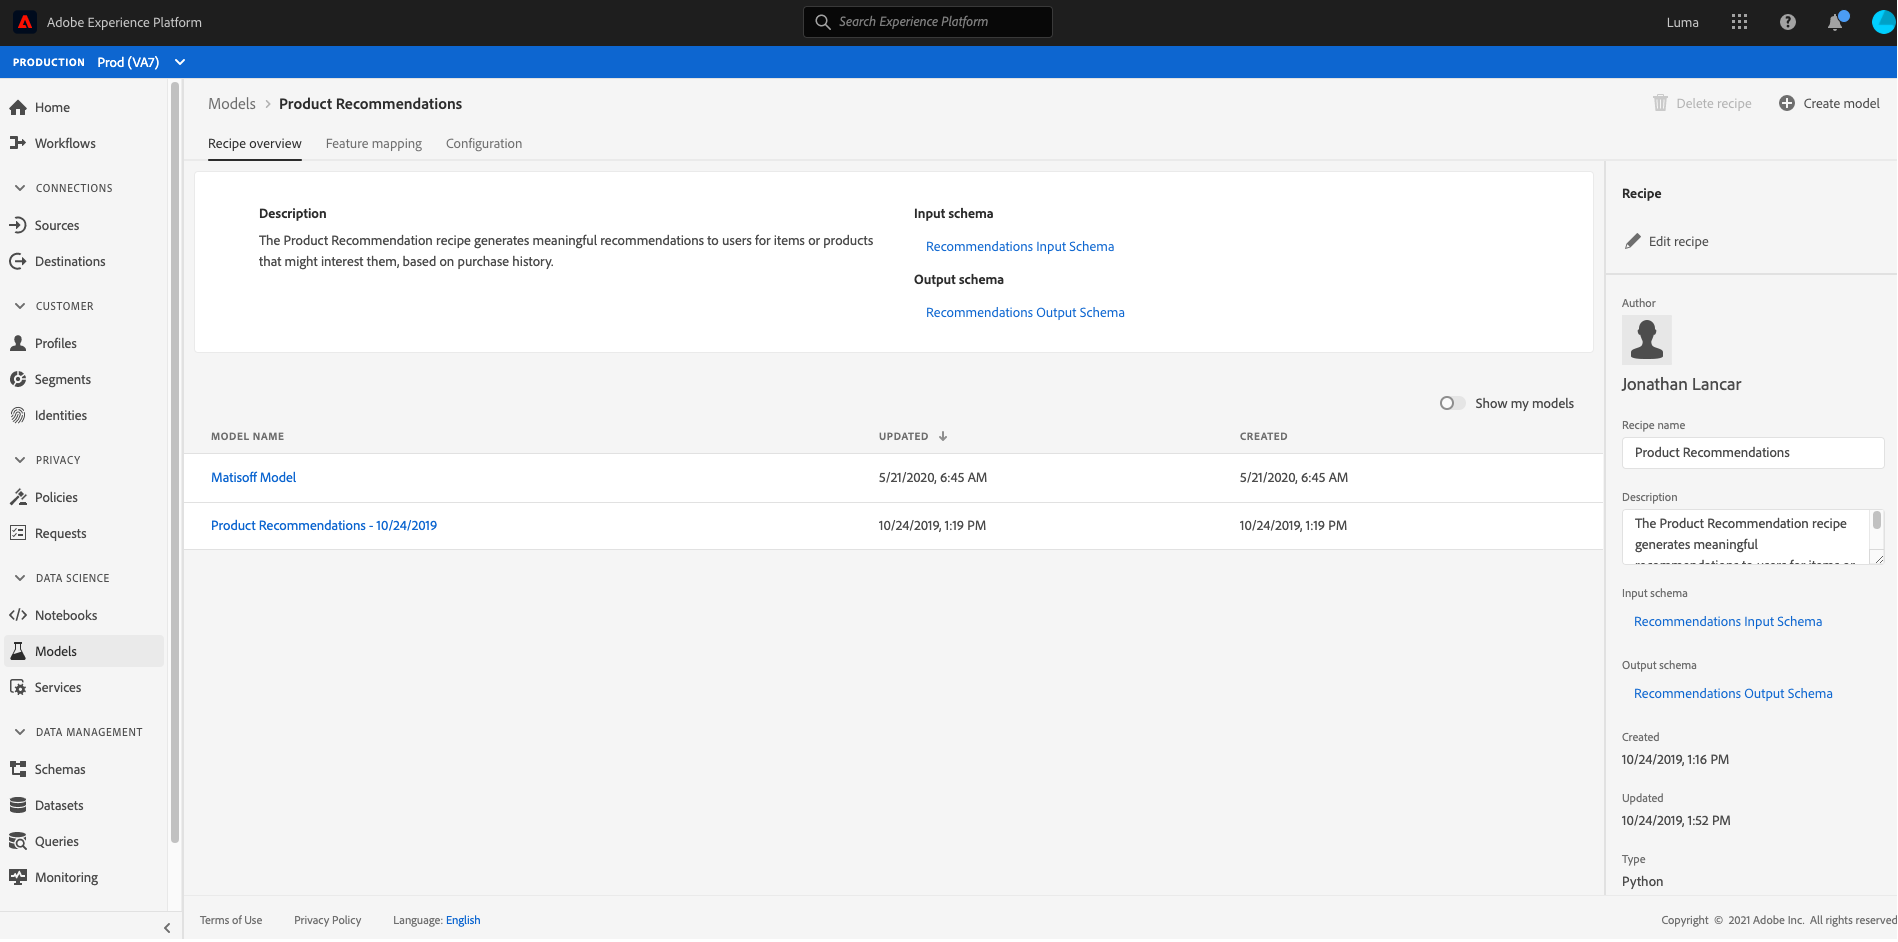 Adobe Experience Platform
Search Experience Platform
Luma
PRODUCTION Prod (VA7)
Home
Workflows
CONNECTIONS
Sources
Destinations
CUSTOMER
Profiles
Segments
Identities
PRIVACY
Policies
Requests
DATA SCIENCE
Notebooks
Models
Services
DATA MANAGEMENT
Schemas
Datasets
Queries
Monitoring
Models > Product Recommendations
Delete recipe
Create model
Recipe overview Feature mapping Configuration
Description
The Product Recommendation recipe generates meaningful recommendations to users for items or products
that might interest them, based on purchase history.
Input schema
Recommendations Input Schema
Output schema
Recommendations Output Schema
Show my models
MODEL NAME UPDATED CREATED
Matisoff Model 5/21/2020, 6:45 AM 5/21/2020, 6:45 AM
Product Recommendations - 10/24/2019 10/24/2019, 1:19 PM 10/24/2019, 1:19 PM
Recipe
Edit recipe
Author
Jonathan Lancar
Recipe name
Product Recommendations
Description
The Product Recommendation recipe
generates meaningful
recommendations to users for items or
Input schema
Recommendations Input Schema
Output schema
Recommendations Output Schema
Created
10/24/2019, 1:16 PM
Updated
10/24/2019, 1:52 PM
Type
Python
Terms of Use Privacy Policy Language: English
Copyright © 2021 Adobe Inc. All rights reserved